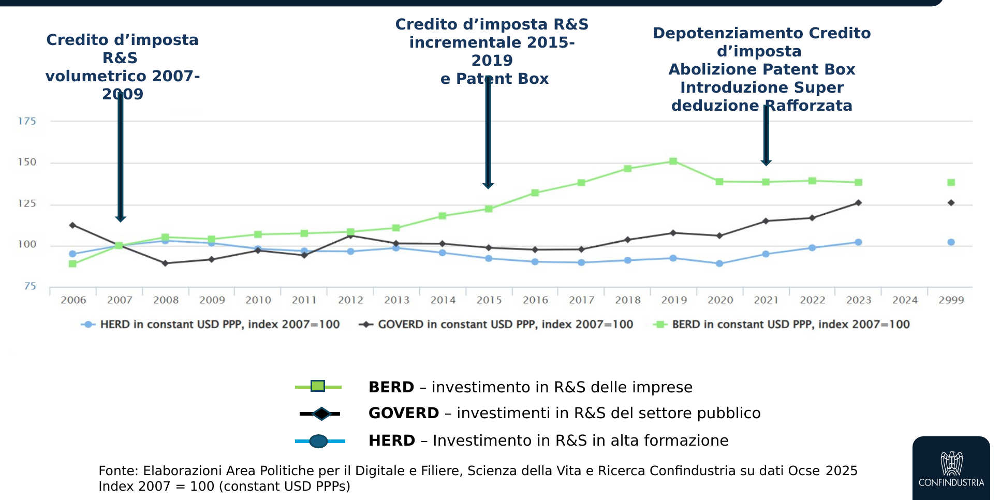 Credito d’imposta
R&S
volumetrico 2007-
2009
Credito d’imposta R&S
incrementale 2015-
2019
e Patent Box
Depotenziamento Credito
d’imposta
Abolizione Patent Box
Introduzione Super
deduzione Rafforzata
175
150
125
100
75
2006 2007 2008 2009 2010 2011 2012 2013 2014 2015 2016 2017 2018 2019 2020 2021 2022 2023 2024 2999
HERD in constant USD PPP, index 2007=100 GOVERD in constant USD PPP, index 2007=100 BERD in constant USD PPP, index 2007=100
BERD – investimento in R&S delle imprese
GOVERD – investimenti in R&S del settore pubblico
HERD – Investimento in R&S in alta formazione
Fonte: Elaborazioni Area Politiche per il Digitale e Filiere, Scienza della Vita e Ricerca Confindustria su dati Ocse 2025
Index 2007 = 100 (constant USD PPPs)
CONFINDUSTRIA